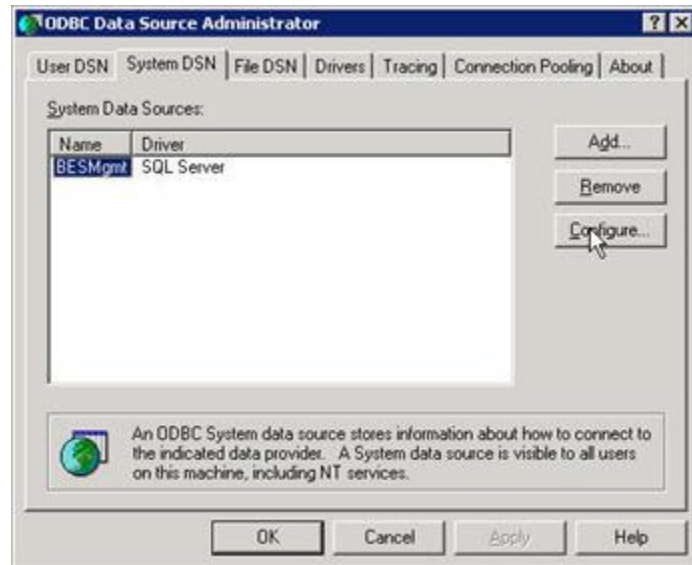 ODBC Data Source Administrator
User DSN System DSN File DSN Drivers Tracing Connection Pooling About
System Data Sources:
Name Driver
BESMgmt SQL Server
Add...
Remove
Configure...
An ODBC System data source stores information about how to connect to
the indicated data provider. A System data source is visible to all users
on this machine, including NT services.
OK Cancel Apply Help